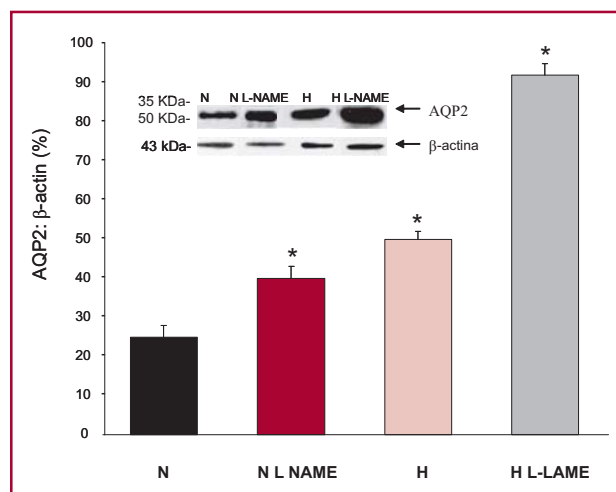 100
90
80
70
60
50
40
30
20
10
0
AQP2: β-actin (%)
N N L-NAME H H L-NAME
35 KDa-
50 KDa-
AQP2
43 kDa-
β-actina
*
*
*
N
N L NAME
H
H L-LAME